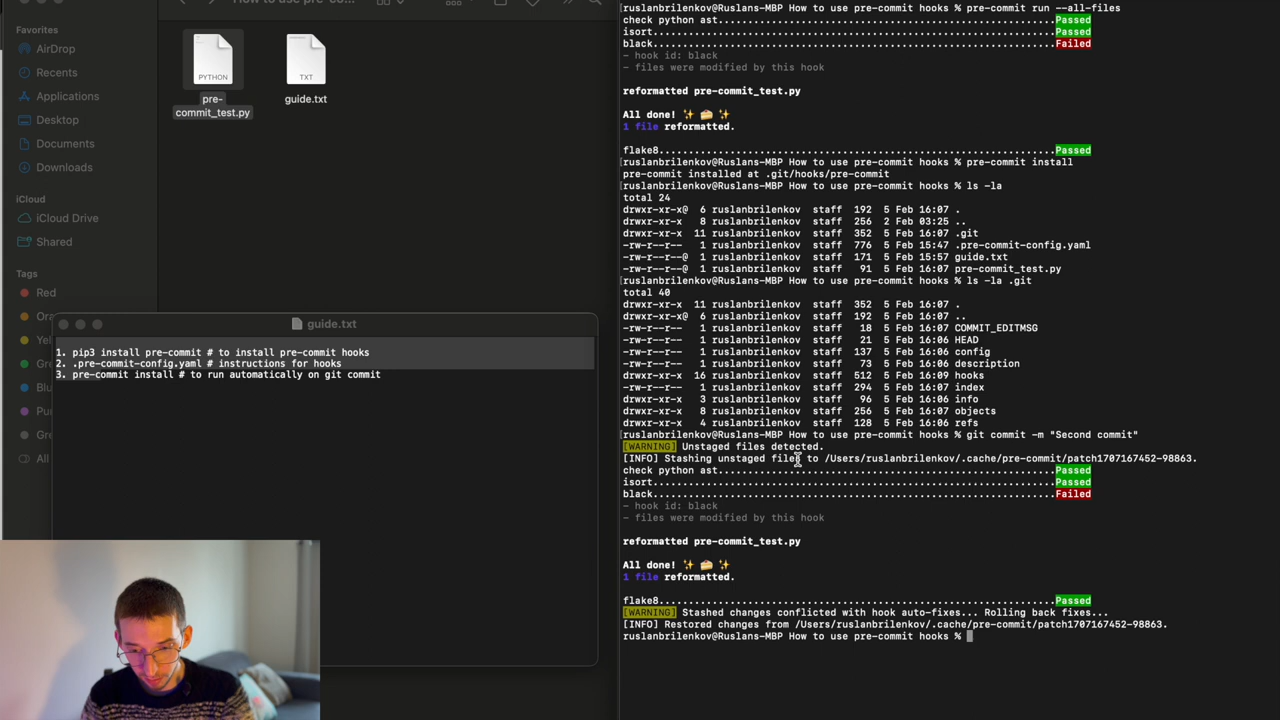 How to use pre-co...
Favorites
AirDrop
Recents
Applications
Desktop
Documents
Downloads
iCloud
iCloud Drive
Shared
Tags
Red
Ora
Yel
Gre
Blu
Pur
Gre
All
PYTHON
pre-
commit_test.py
TXT
guide.txt
guide.txt
1. pip3 install pre-commit # to install pre-commit hooks
2. .pre-commit-config.yaml # instructions for hooks
3. pre-commit install # to run automatically on git commit
[ruslanbrilenkov@Ruslans-MBP How to use pre-commit hooks % pre-commit run --all-files
check python ast.........................................................Passed
isort....................................................................Passed
black....................................................................Failed
- hook id: black
- files were modified by this hook
reformatted pre-commit_test.py
All done! ✨ 🍰 ✨
1 file reformatted.
flake8...................................................................Passed
[ruslanbrilenkov@Ruslans-MBP How to use pre-commit hooks % pre-commit install
pre-commit installed at .git/hooks/pre-commit
[ruslanbrilenkov@Ruslans-MBP How to use pre-commit hooks % ls -la
total 24
drwxr-xr-x@  6 ruslanbrilenkov  staff  192  5 Feb 16:07 .
drwxr-xr-x   8 ruslanbrilenkov  staff  256  2 Feb 03:25 ..
drwxr-xr-x  11 ruslanbrilenkov  staff  352  5 Feb 16:07 .git
-rw-r--r--   1 ruslanbrilenkov  staff  776  5 Feb 15:47 .pre-commit-config.yaml
-rw-r--r--@  1 ruslanbrilenkov  staff  171  5 Feb 15:57 guide.txt
-rw-r--r--@  1 ruslanbrilenkov  staff   91  5 Feb 16:07 pre-commit_test.py
[ruslanbrilenkov@Ruslans-MBP How to use pre-commit hooks % ls -la .git
total 40
drwxr-xr-x  11 ruslanbrilenkov  staff  352  5 Feb 16:07 .
drwxr-xr-x@  6 ruslanbrilenkov  staff  192  5 Feb 16:07 ..
-rw-r--r--   1 ruslanbrilenkov  staff   18  5 Feb 16:07 COMMIT_EDITMSG
-rw-r--r--   1 ruslanbrilenkov  staff   21  5 Feb 16:06 HEAD
-rw-r--r--   1 ruslanbrilenkov  staff  137  5 Feb 16:06 config
-rw-r--r--   1 ruslanbrilenkov  staff   73  5 Feb 16:06 description
drwxr-xr-x  16 ruslanbrilenkov  staff  512  5 Feb 16:09 hooks
-rw-r--r--   1 ruslanbrilenkov  staff  294  5 Feb 16:07 index
drwxr-xr-x   3 ruslanbrilenkov  staff   96  5 Feb 16:06 info
drwxr-xr-x   8 ruslanbrilenkov  staff  256  5 Feb 16:07 objects
drwxr-xr-x   4 ruslanbrilenkov  staff  128  5 Feb 16:06 refs
[ruslanbrilenkov@Ruslans-MBP How to use pre-commit hooks % git commit -m "Second commit"
[WARNING] Unstaged files detected.
[INFO] Stashing unstaged files to /Users/ruslanbrilenkov/.cache/pre-commit/patch1707167452-98863.
check python ast.........................................................Passed
isort....................................................................Passed
black....................................................................Failed
- hook id: black
- files were modified by this hook
reformatted pre-commit_test.py
All done! ✨ 🍰 ✨
1 file reformatted.
flake8...................................................................Passed
[WARNING] Stashed changes conflicted with hook auto-fixes... Rolling back fixes...
[INFO] Restored changes from /Users/ruslanbrilenkov/.cache/pre-commit/patch1707167452-98863.
ruslanbrilenkov@Ruslans-MBP How to use pre-commit hooks %